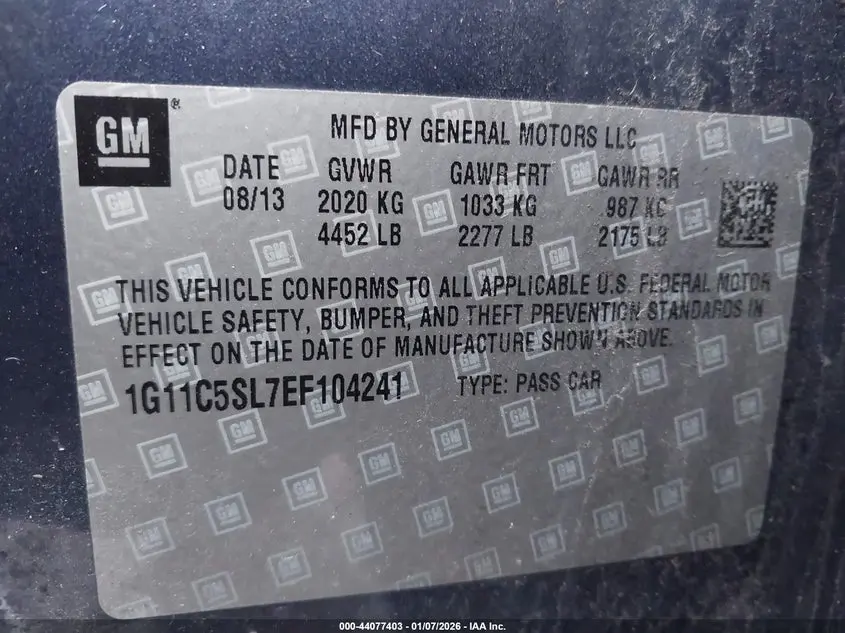 GM ®
MFD BY GENERAL MOTORS LLC
DATE GVWR GAWR FRT GAWR RR
08/13 2020 KG 1033 KG 987 KG
4452 LB 2277 LB 2175 LB
THIS VEHICLE CONFORMS TO ALL APPLICABLE U.S. FEDERAL MOTOR
VEHICLE SAFETY, BUMPER, AND THEFT PREVENTION STANDARDS IN
EFFECT ON THE DATE OF MANUFACTURE SHOWN ABOVE.
1G11C5SL7EF104241 TYPE: PASS CAR
000-44077403 - 01/07/2026 - IAA Inc.